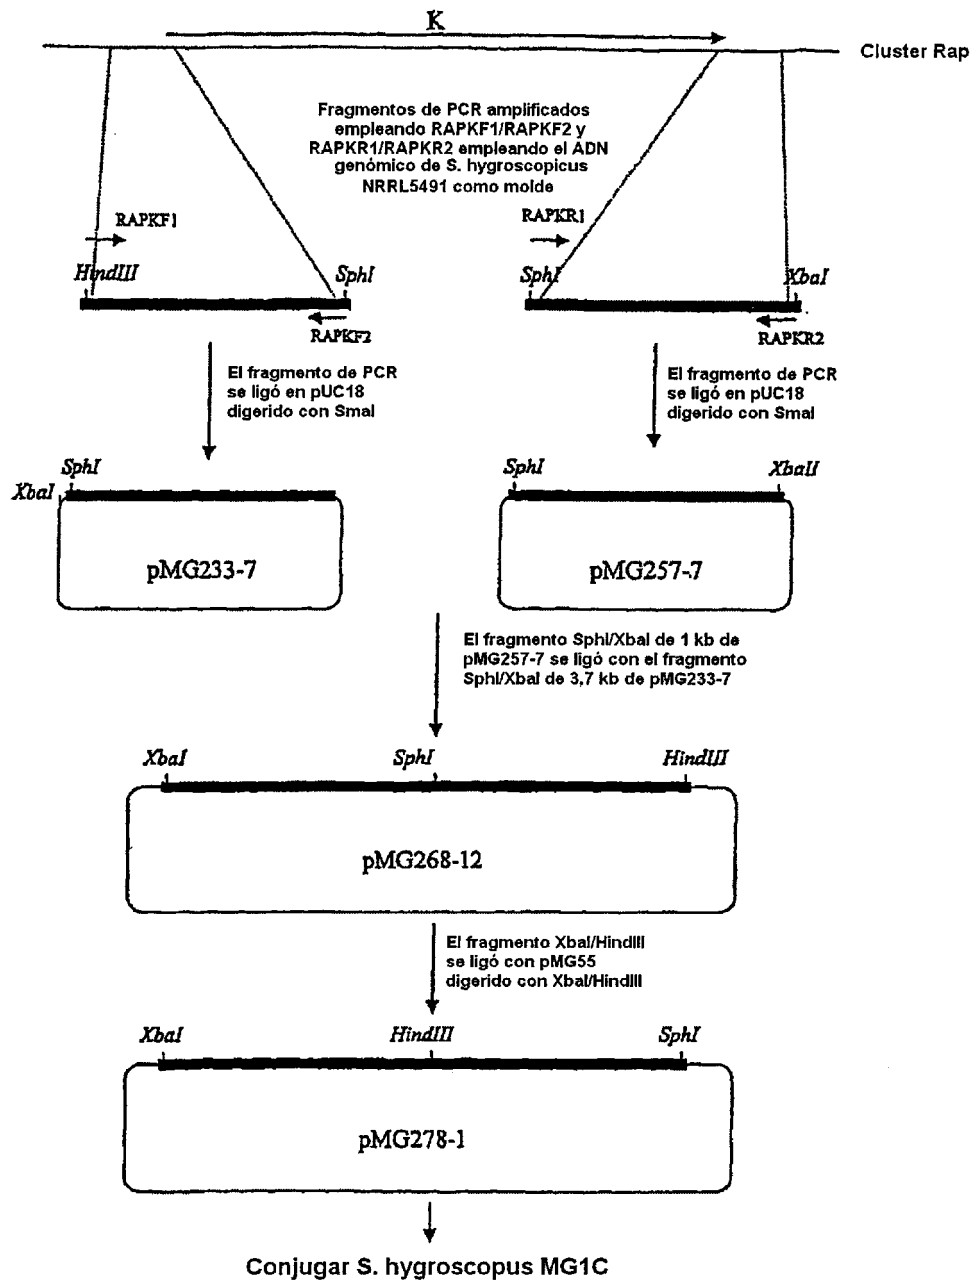 K
Cluster Rap
Fragmentos de PCR amplificados
empleando RAPKF1/RAPKF2 y
RAPKR1/RAPKR2 empleando el ADN
genómico de S. hygroscopicus
NRRL5491 como molde
RAPKF1
RAPKR1
HindIII
SphI
SphI
XbaI
RAPKF2
RAPKR2
El fragmento de PCR
se ligó en pUC18
digerido con SmaI
El fragmento de PCR
se ligó en pUC18
digerido con SmaI
SphI
XbaI
SphI
XbaII
pMG233-7
pMG257-7
El fragmento SphI/XbaI de 1 kb de
pMG257-7 se ligó con el fragmento
SphI/XbaI de 3,7 kb de pMG233-7
XbaI
SphI
HindIII
pMG268-12
El fragmento XbaI/HindIII
se ligó con pMG55
digerido con XbaI/HindIII
XbaI
HindIII
SphI
pMG278-1
Conjugar S. hygroscopus MG1C